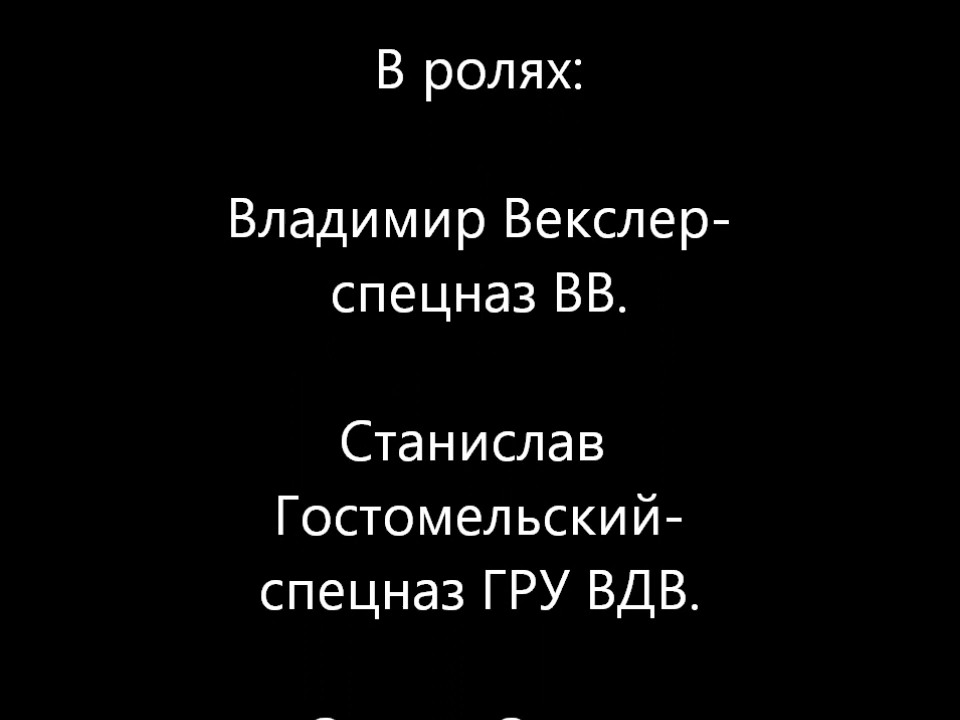 В ролях:
Владимир Векслер-
спецназ ВВ.
Станислав
Гостомельский-
спецназ ГРУ ВДВ.